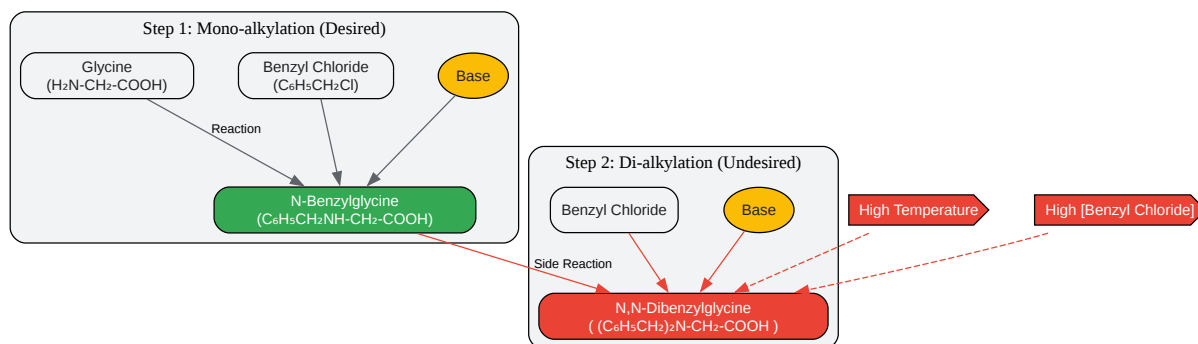 Step 1: Mono-alkylation (Desired)
Glycine
(H₂N-CH₂-COOH)
Benzyl Chloride
(C₆H₅CH₂Cl)
Base
Reaction
N-Benzylglycine
(C₆H₅CH₂NH-CH₂-COOH)
Step 2: Di-alkylation (Undesired)
Benzyl Chloride
Base
High Temperature
High [Benzyl Chloride]
Side Reaction
N,N-Dibenzylglycine
( (C₆H₅CH₂)₂N-CH₂-COOH )